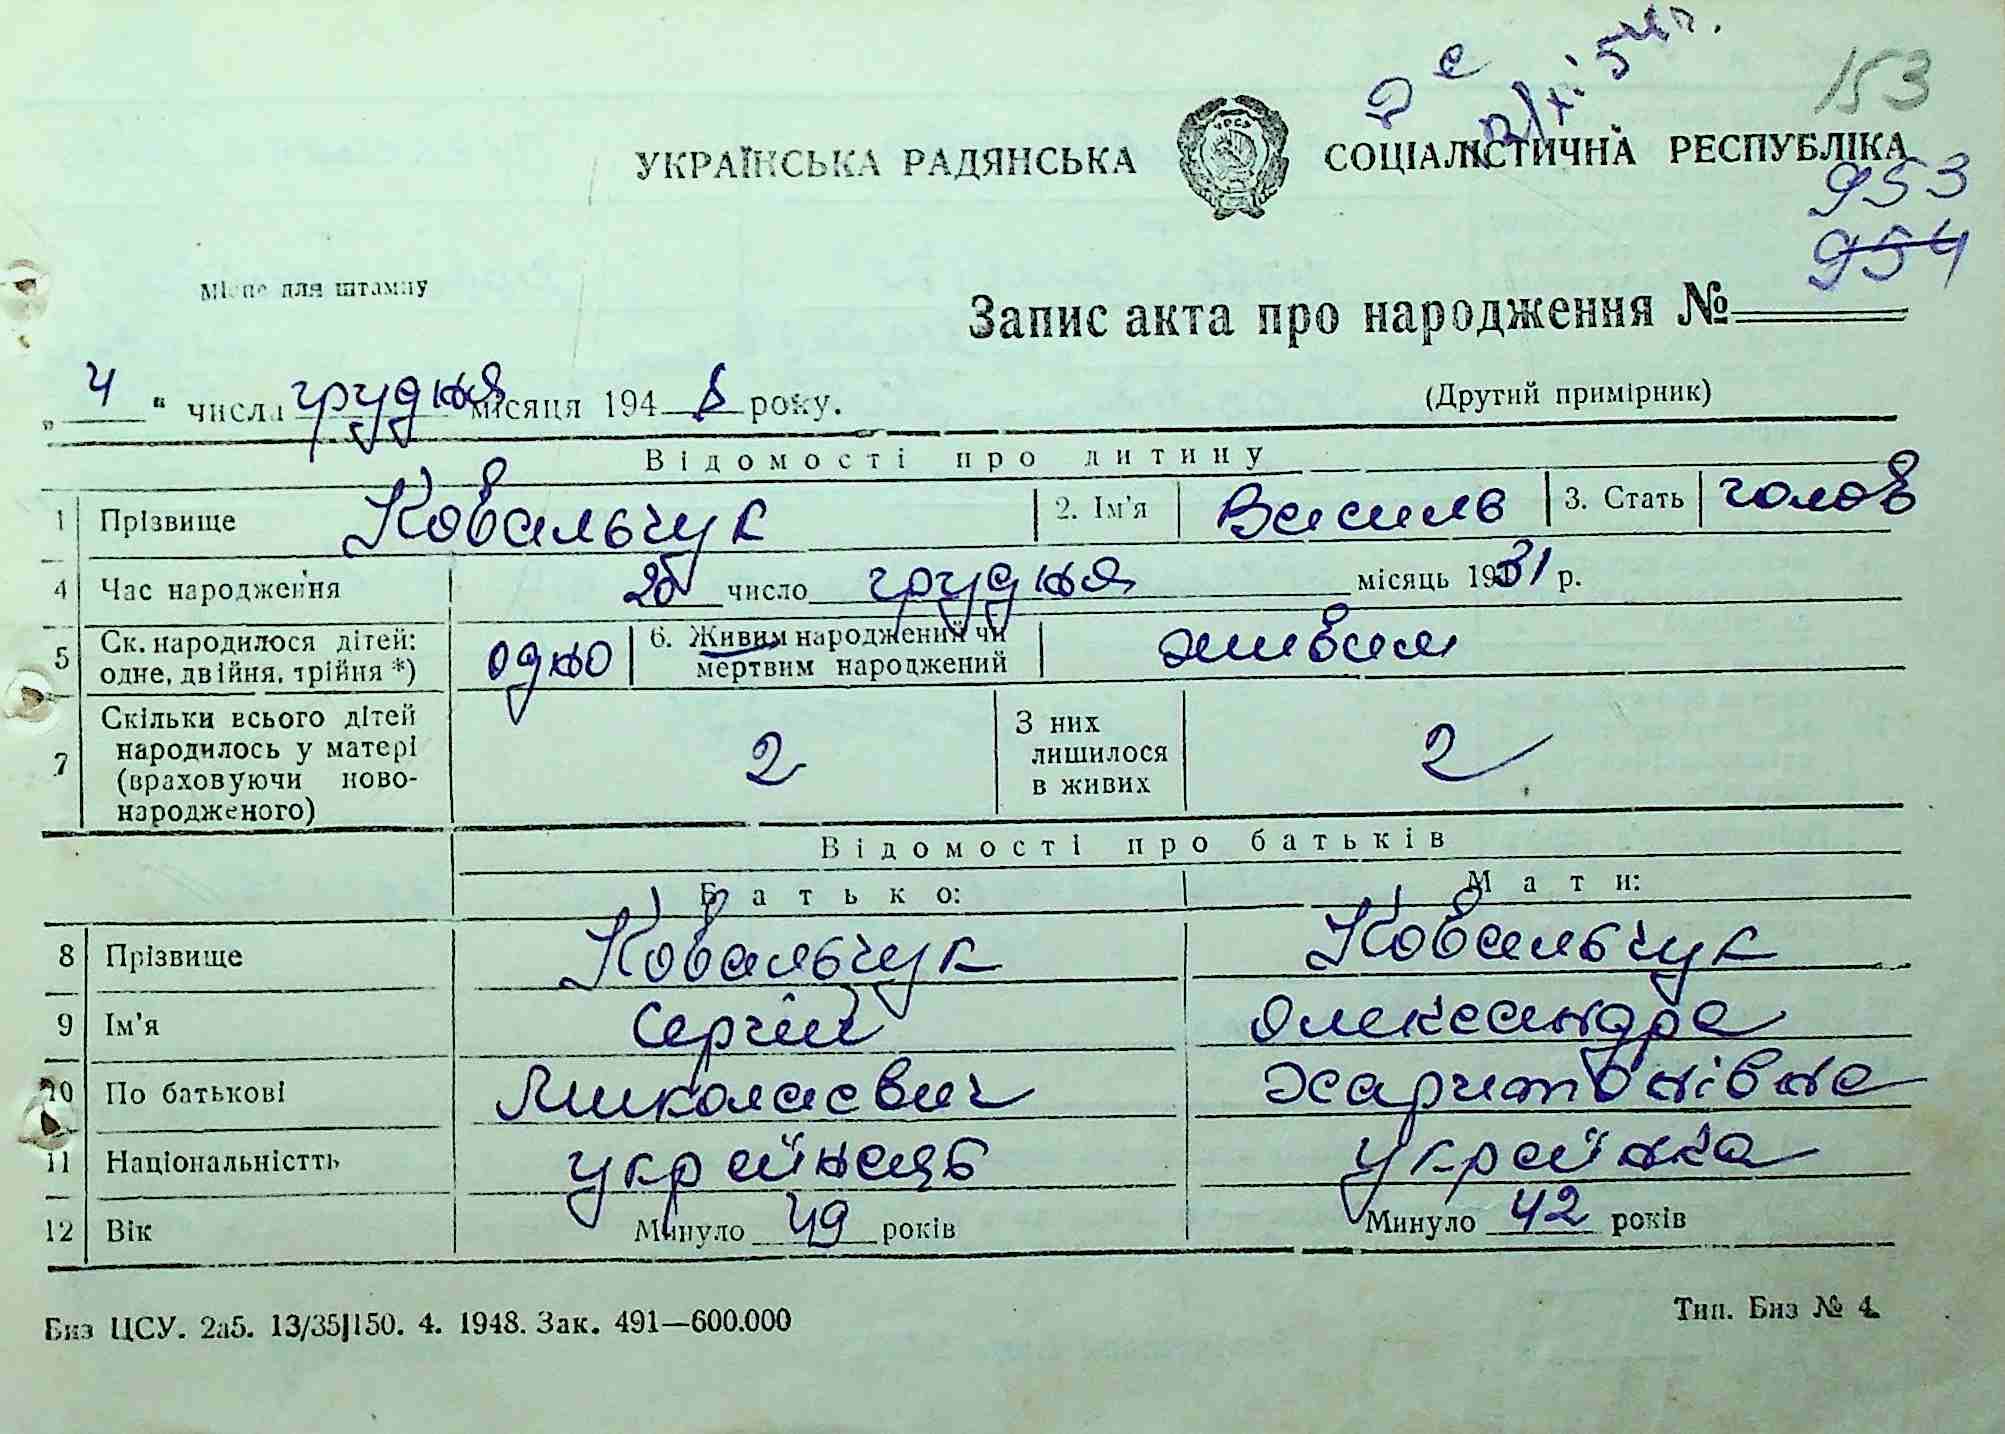 153
УКРАЇНСЬКА РАДЯНСЬКА СОЦІАЛІСТИЧНА РЕСПУБЛІКА
953
954
Місце для штампу
Запис акта про народження №
„4“ числа грудня місяця 1948 року.
(Другий примірник)
Відомості про дитину
1 Прізвище Ковальчук 2. Ім'я Василь 3. Стать чолов
4 Час народження 26 число грудня місяць 1931 р.
5 Ск. народилося дітей: одно 6. Живим народжений чи живим
одне, двійня, трійня *) мертвим народжений
7 Скільки всього дітей народилось у матері (враховуючи ново-народженого) 2 З них лишилося в живих 2
Відомості про батьків
Батько: Мати:
8 Прізвище Ковальчук Ковальчук
9 Ім'я Сергій Олександра
10 По батькові Миколаєвич Харитонівна
11 Національністть українець українка
12 Вік Минуло 49 років Минуло 42 років
Биз ЦСУ. 2а5. 13/35|150. 4. 1948. Зак. 491—600.000
Тип. Биз № 4.